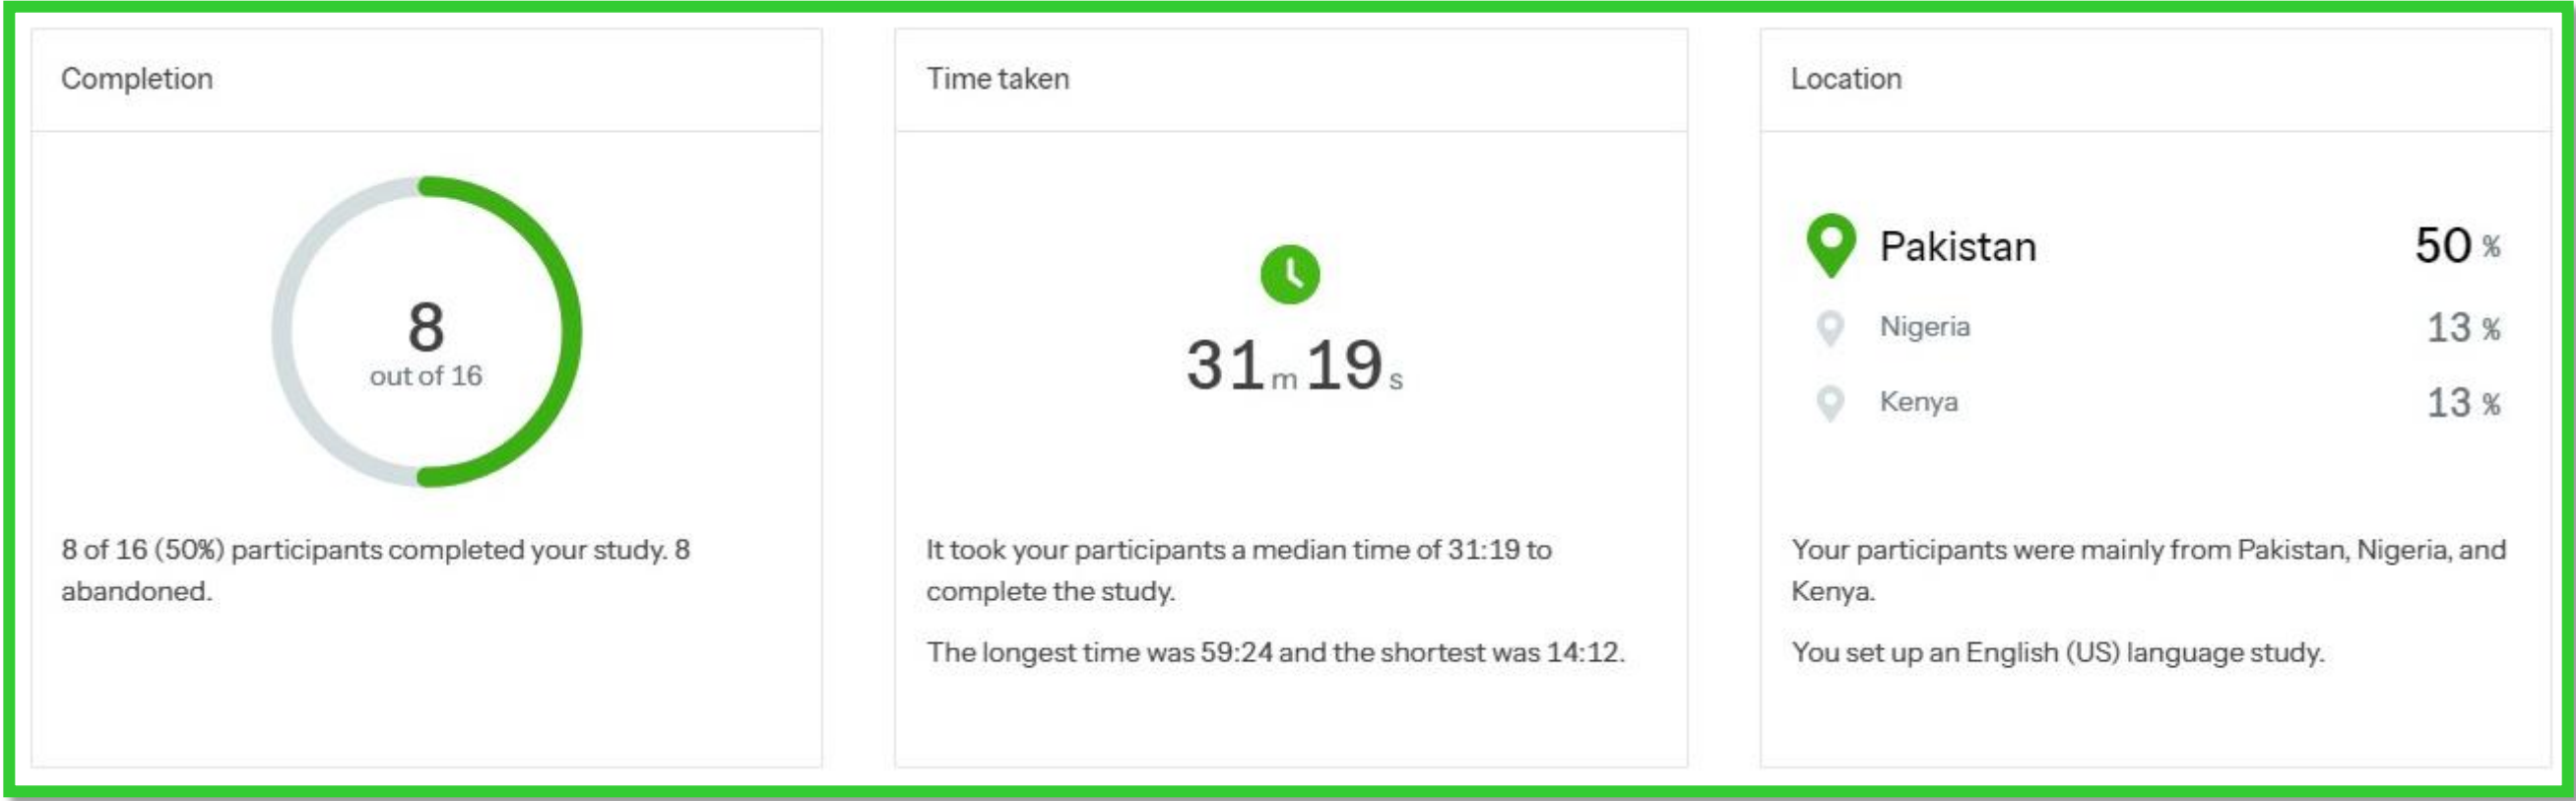 Completion
8
out of 16
8 of 16 (50%) participants completed your study. 8
abandoned.
Time taken
31m19s
It took your participants a median time of 31:19 to
complete the study.
The longest time was 59:24 and the shortest was 14:12.
Location
Pakistan 50 %
Nigeria 13 %
Kenya 13 %
Your participants were mainly from Pakistan, Nigeria, and
Kenya.
You set up an English (US) language study.